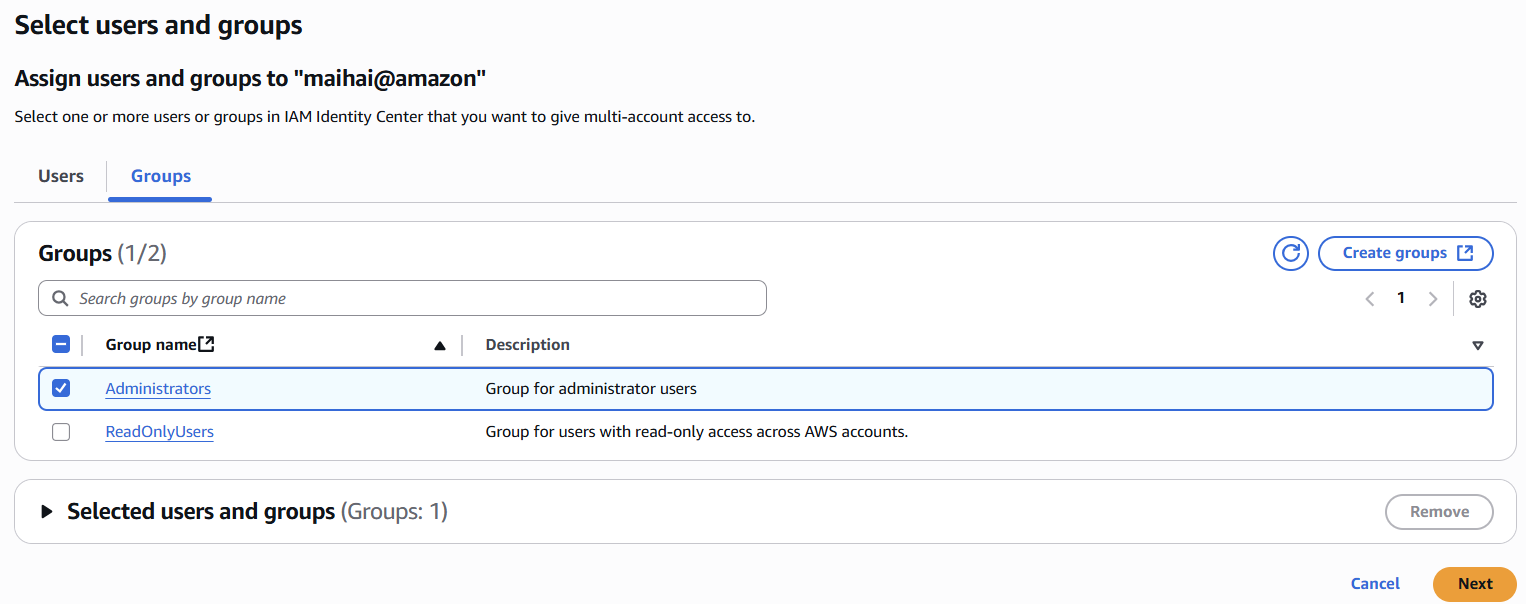 Select users and groups
Assign users and groups to "maihai@amazon"
Select one or more users or groups in IAM Identity Center that you want to give multi-account access to.
Users
Groups
Groups (1/2)
Create groups
Search groups by group name
1
Group name
Description
Administrators
Group for administrator users
ReadOnlyUsers
Group for users with read-only access across AWS accounts.
Selected users and groups (Groups: 1)
Remove
Cancel
Next